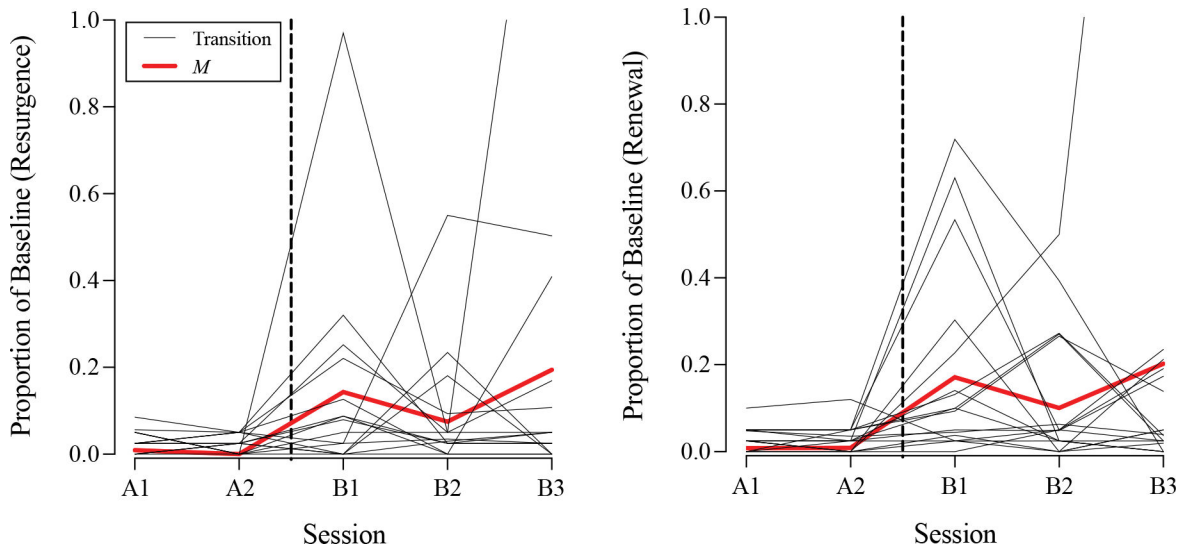 Proportion of Baseline (Resurgence)
1.0
0.8
0.6
0.4
0.2
0.0
Transition
M
A1 A2 B1 B2 B3
Session
Proportion of Baseline (Renewal)
1.0
0.8
0.6
0.4
0.2
0.0
A1 A2 B1 B2 B3
Session